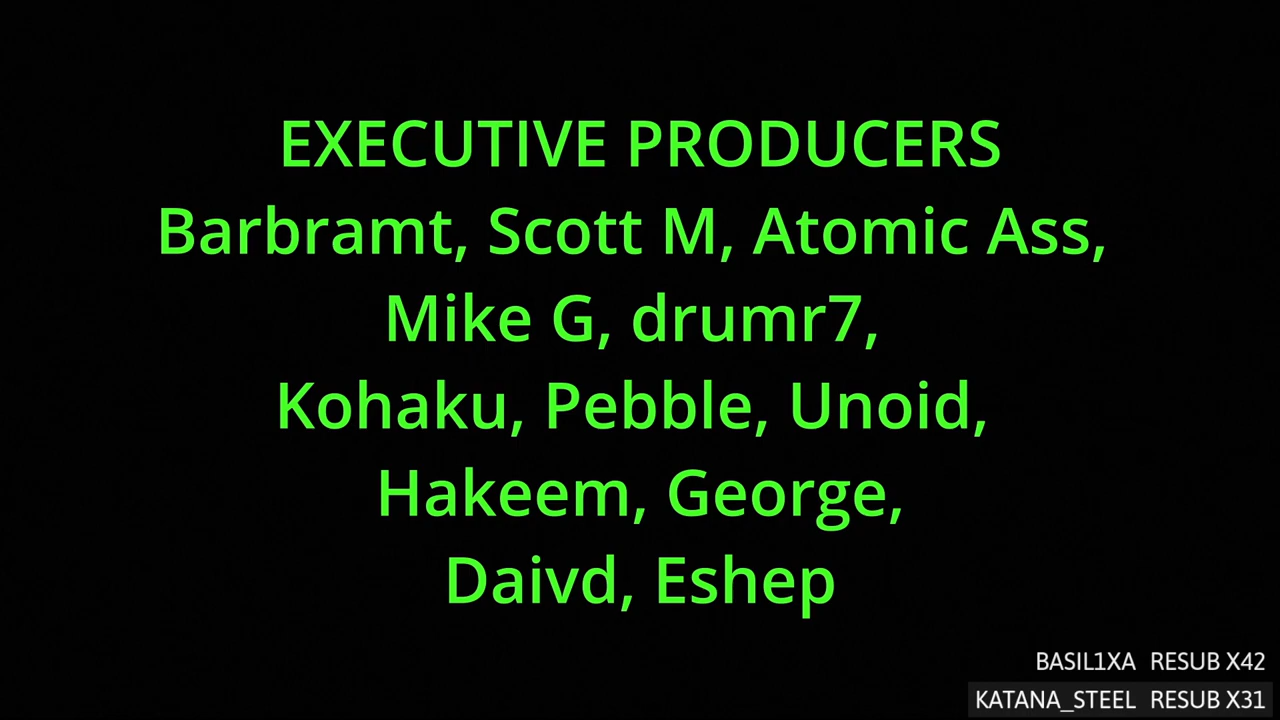 EXECUTIVE PRODUCERS
Barbramt, Scott M, Atomic Ass,
Mike G, drumr7,
Kohaku, Pebble, Unoid,
Hakeem, George,
Daivd, Eshep
BASIL1XA RESUB X42
KATANA_STEEL RESUB X31